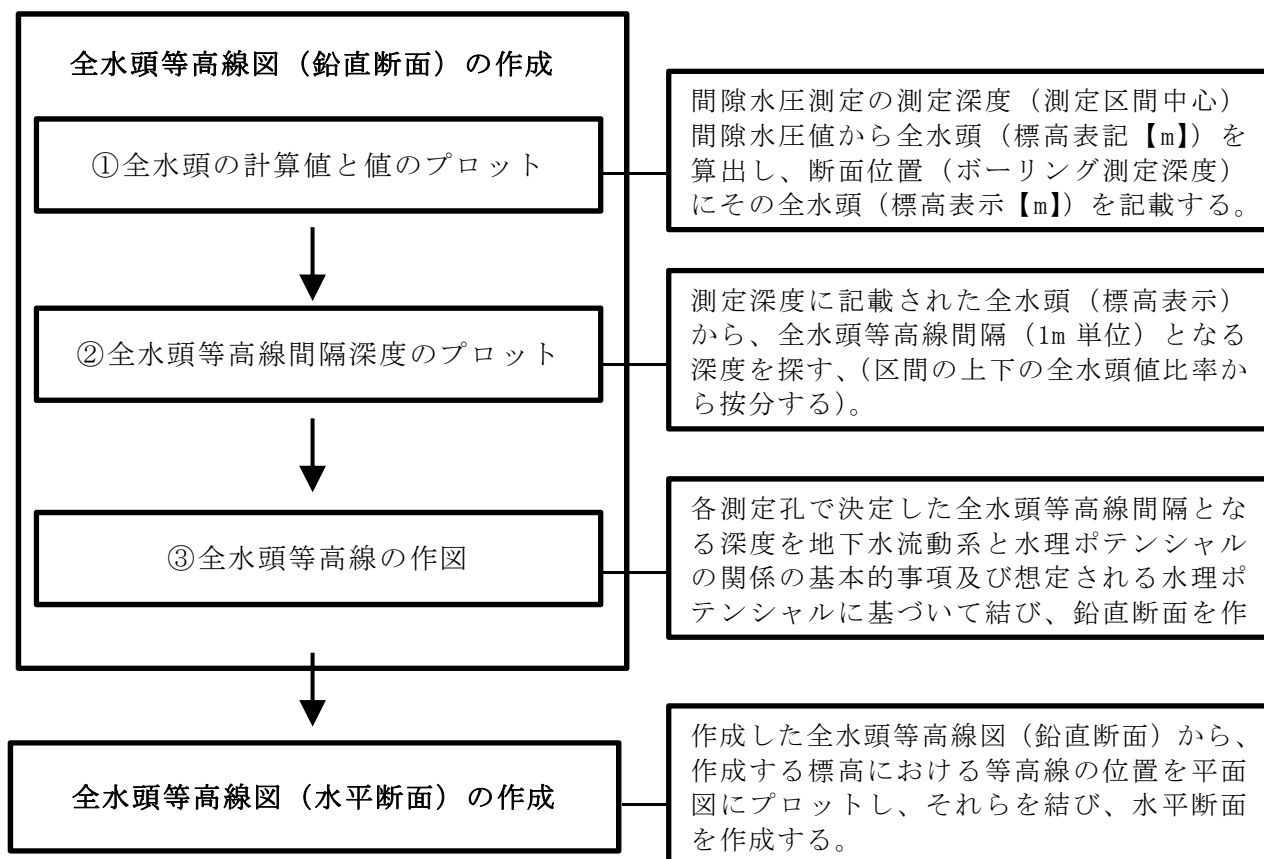 全水頭等高線図（鉛直断面）の作成
①全水頭の計算値と値のプロット
間隙水圧測定の測定深度（測定区間中心）
間隙水圧値から全水頭（標高表記【m】）を
算出し、断面位置（ボーリング測定深度）
にその全水頭（標高表示【m】）を記載する。
②全水頭等高線間隔深度のプロット
測定深度に記載された全水頭（標高表示）
から、全水頭等高線間隔（1m 単位）となる
深度を探す、（区間の上下の全水頭値比率か
ら按分する）。
③全水頭等高線の作図
各測定孔で決定した全水頭等高線間隔とな
る深度を地下水流動系と水理ポテンシャル
の関係の基本的事項及び想定される水理ポ
テンシャルに基づいて結び、鉛直断面を作
全水頭等高線図（水平断面）の作成
作成した全水頭等高線図（鉛直断面）から、
作成する標高における等高線の位置を平面
図にプロットし、それらを結び、水平断面
を作成する。